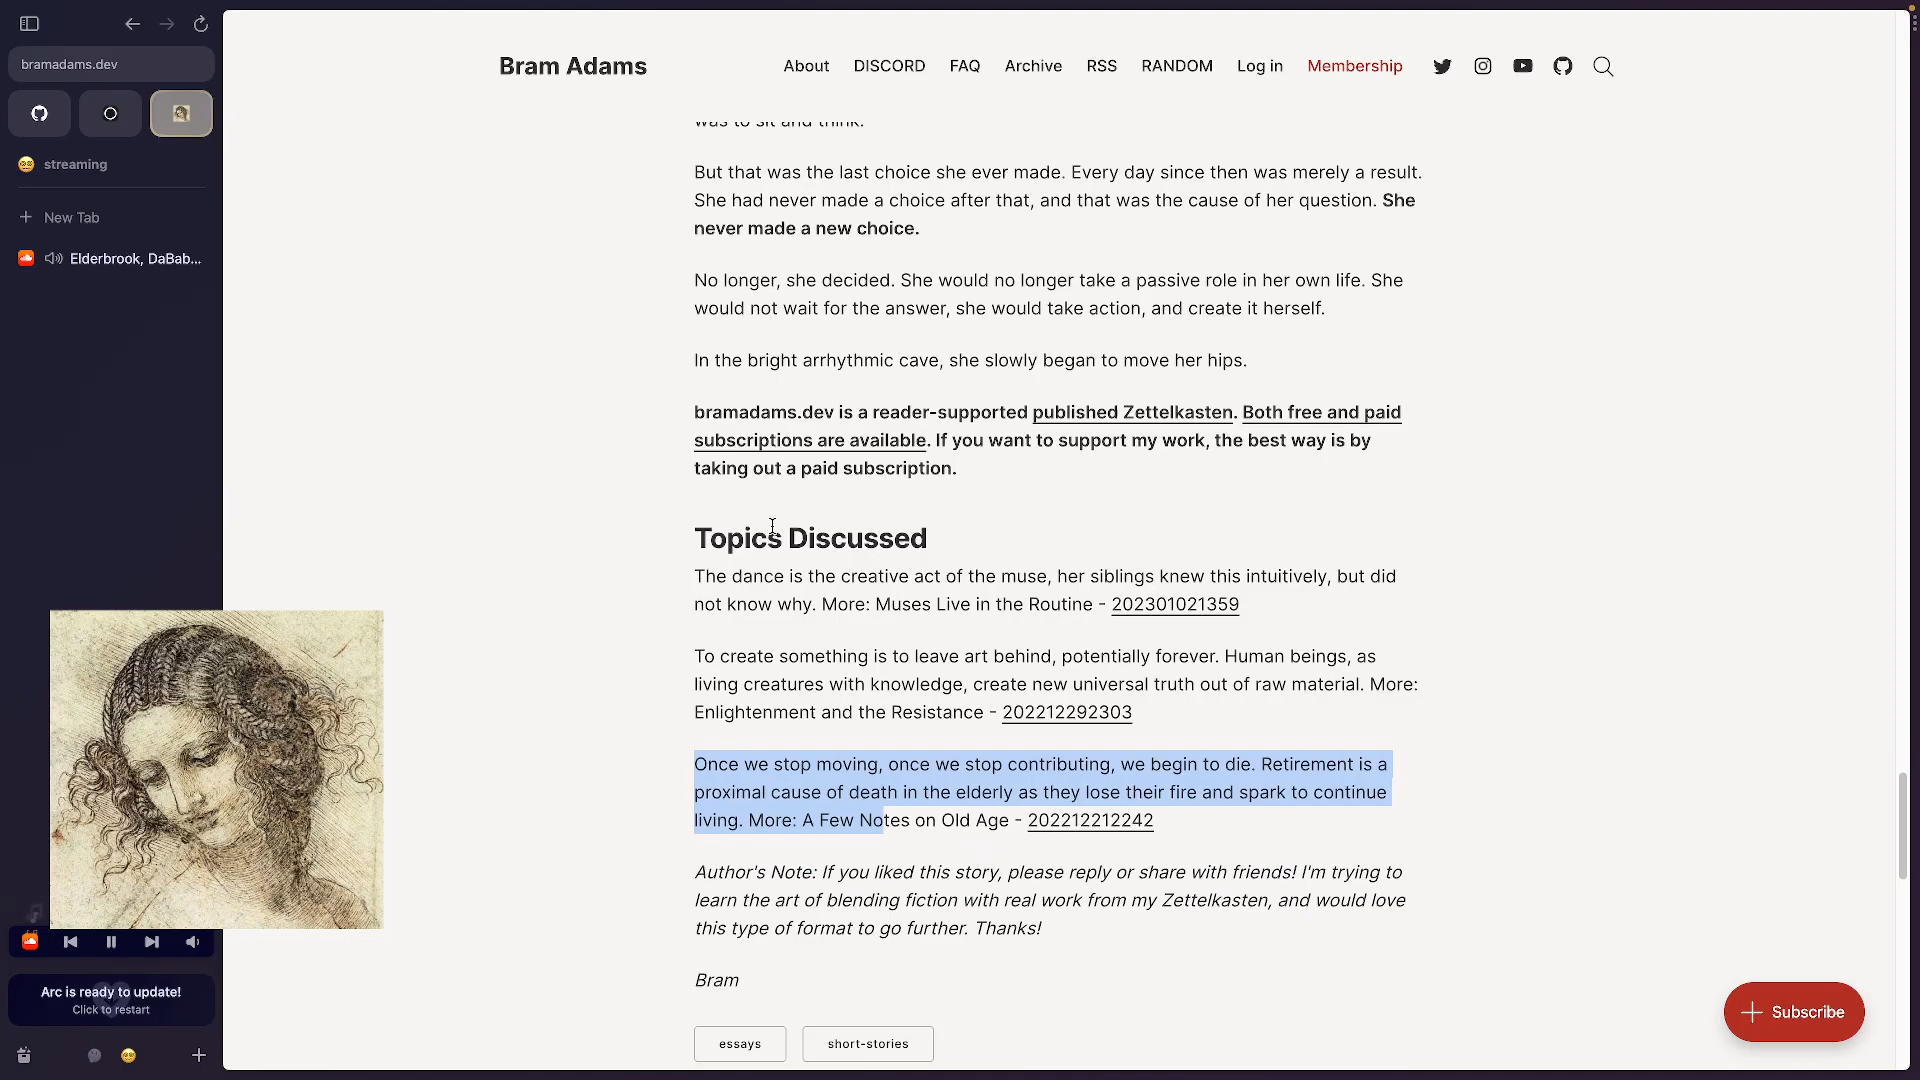 bramadams.dev
streaming
New Tab
Elderbrook, DaBab...
Arc is ready to update!
Click to restart
Bram Adams
About DISCORD FAQ Archive RSS RANDOM Log in Membership
was to sit and think.
But that was the last choice she ever made. Every day since then was merely a result.
She had never made a choice after that, and that was the cause of her question. She
never made a new choice.
No longer, she decided. She would no longer take a passive role in her own life. She
would not wait for the answer, she would take action, and create it herself.
In the bright arrhythmic cave, she slowly began to move her hips.
bramadams.dev is a reader-supported published Zettelkasten. Both free and paid
subscriptions are available. If you want to support my work, the best way is by
taking out a paid subscription.
Topics Discussed
The dance is the creative act of the muse, her siblings knew this intuitively, but did
not know why. More: Muses Live in the Routine - 202301021359
To create something is to leave art behind, potentially forever. Human beings, as
living creatures with knowledge, create new universal truth out of raw material. More:
Enlightenment and the Resistance - 202212292303
Once we stop moving, once we stop contributing, we begin to die. Retirement is a
proximal cause of death in the elderly as they lose their fire and spark to continue
living. More: A Few Notes on Old Age - 202212212242
Author's Note: If you liked this story, please reply or share with friends! I'm trying to
learn the art of blending fiction with real work from my Zettelkasten, and would love
this type of format to go further. Thanks!
Bram
essays short-stories
Subscribe